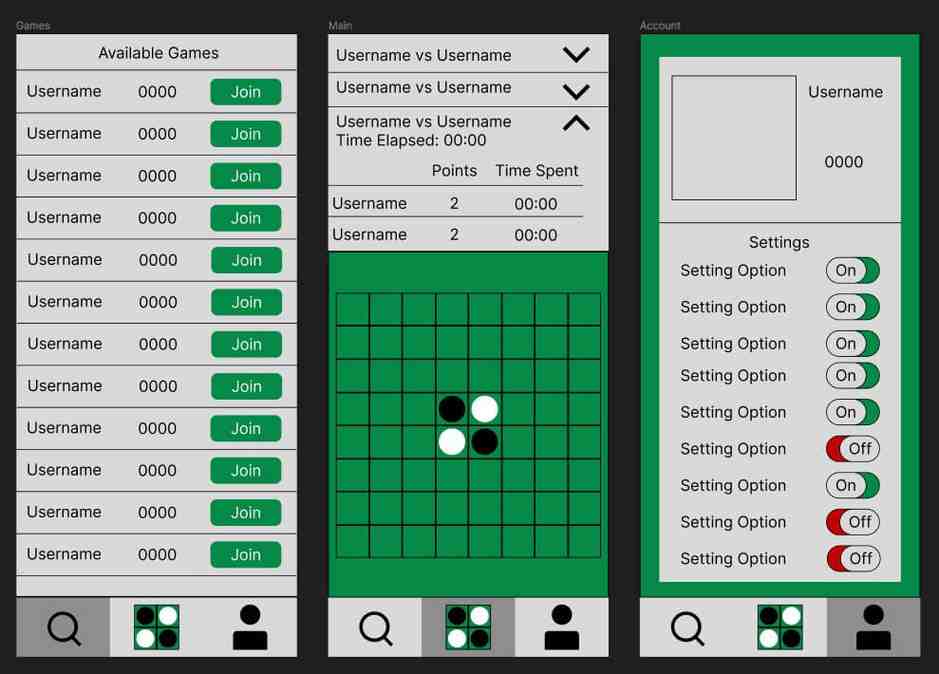 Games
Available Games
Username 0000 Join
Username 0000 Join
Username 0000 Join
Username 0000 Join
Username 0000 Join
Username 0000 Join
Username 0000 Join
Username 0000 Join
Username 0000 Join
Username 0000 Join
Username 0000 Join
Username 0000 Join
Main
Username vs Username
Username vs Username
Username vs Username
Time Elapsed: 00:00
Points Time Spent
Username 2 00:00
Username 2 00:00
Account
Username
0000
Settings
Setting Option On
Setting Option On
Setting Option On
Setting Option On
Setting Option On
Setting Option Off
Setting Option On
Setting Option Off
Setting Option Off